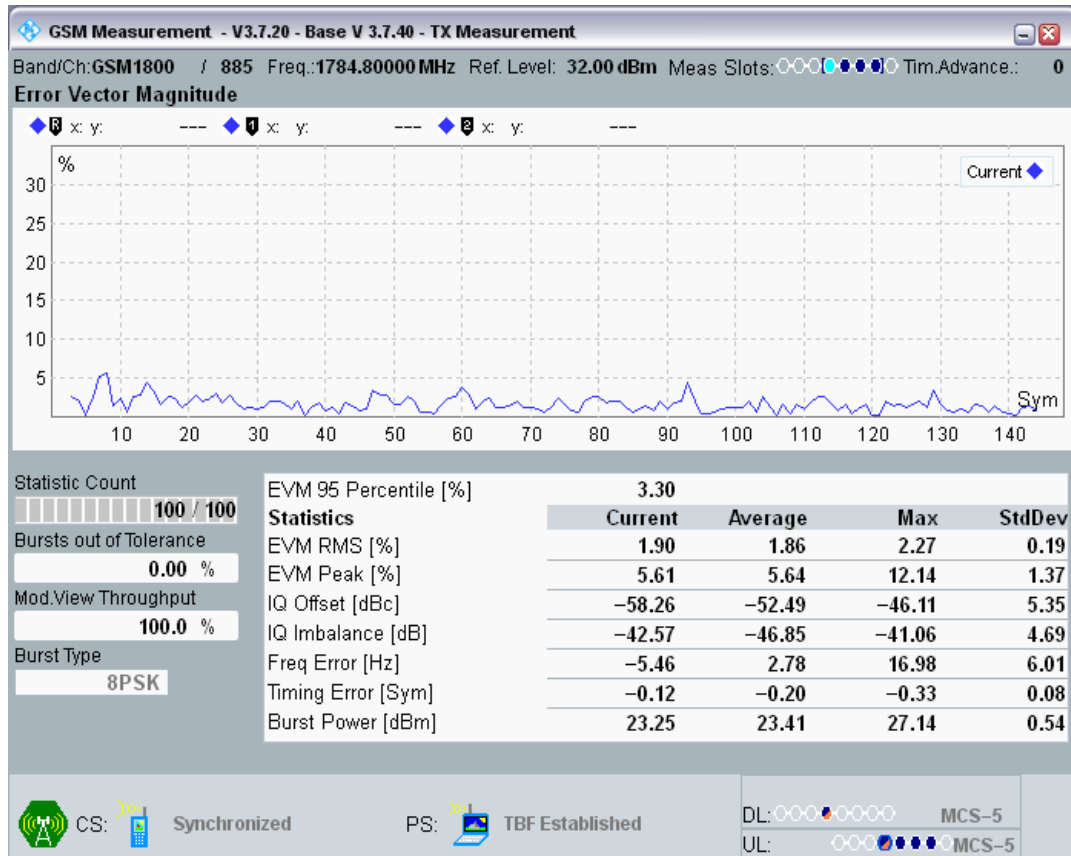 GSM Measurement - V3.7.20 - Base V 3.7.40 - TX Measurement
Band/Ch:GSM1800 / 885 Freq.:1784.80000 MHz Ref. Level: 32.00 dBm Meas Slots: Tim.Advance.: 0
Error Vector Magnitude
R x: y: --- 1 x: y: --- 2 x: y: ---
%
Current
30
25
20
15
10
5
Sym
10 20 30 40 50 60 70 80 90 100 110 120 130 140
Statistic Count
100 / 100
Bursts out of Tolerance
0.00 %
Mod.View Throughput
100.0 %
Burst Type
8PSK
EVM 95 Percentile [%] 3.30
Statistics Current Average Max StdDev
EVM RMS [%] 1.90 1.86 2.27 0.19
EVM Peak [%] 5.61 5.64 12.14 1.37
IQ Offset [dBc] −58.26 −52.49 −46.11 5.35
IQ Imbalance [dB] −42.57 −46.85 −41.06 4.69
Freq Error [Hz] −5.46 2.78 16.98 6.01
Timing Error [Sym] −0.12 −0.20 −0.33 0.08
Burst Power [dBm] 23.25 23.41 27.14 0.54
CS: Synchronized PS: TBF Established
DL: MCS−5
UL: MCS−5